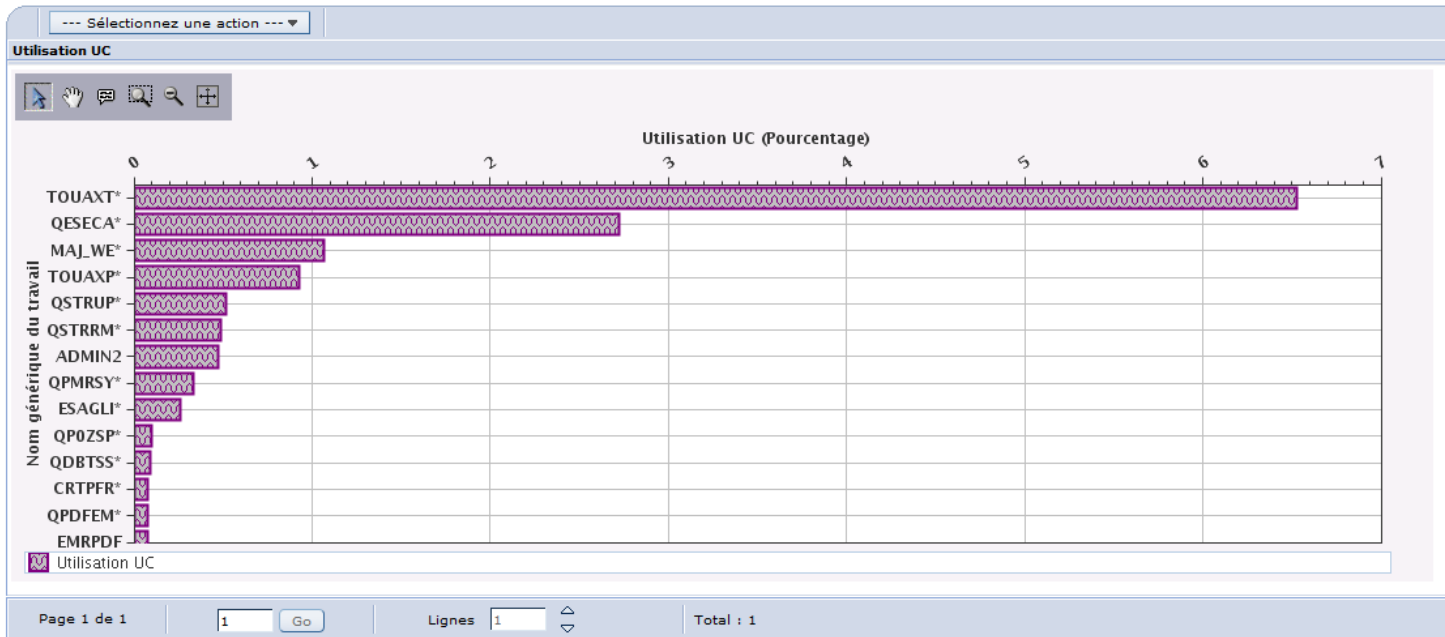 --- Sélectionnez une action ---
Utilisation UC
Utilisation UC (Pourcentage)
0 1 2 3 4 5 6 7
Nom générique du travail
TOUAXT*
QESECA*
MAJ_WE*
TOUAXP*
QSTRUP*
QSTRRM*
ADMIN2
QPMRSY*
ESAGLI*
QP0ZSP*
QDBTSS*
CRTPFR*
QPDFEM*
EMRPDF
Utilisation UC
Page 1 de 1 1 Go Lignes 1 Total : 1